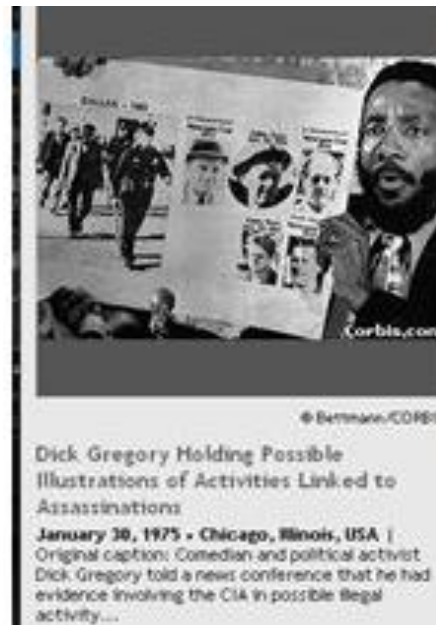 DALLAS - 1963
Corbis.com
© Bettmann/CORBIS
Dick Gregory Holding Possible
Illustrations of Activities Linked to
Assassinations
January 30, 1975 • Chicago, Illinois, USA |
Original caption: Comedian and political activist
Dick Gregory told a news conference that he had
evidence involving the CIA in possible illegal
activity....